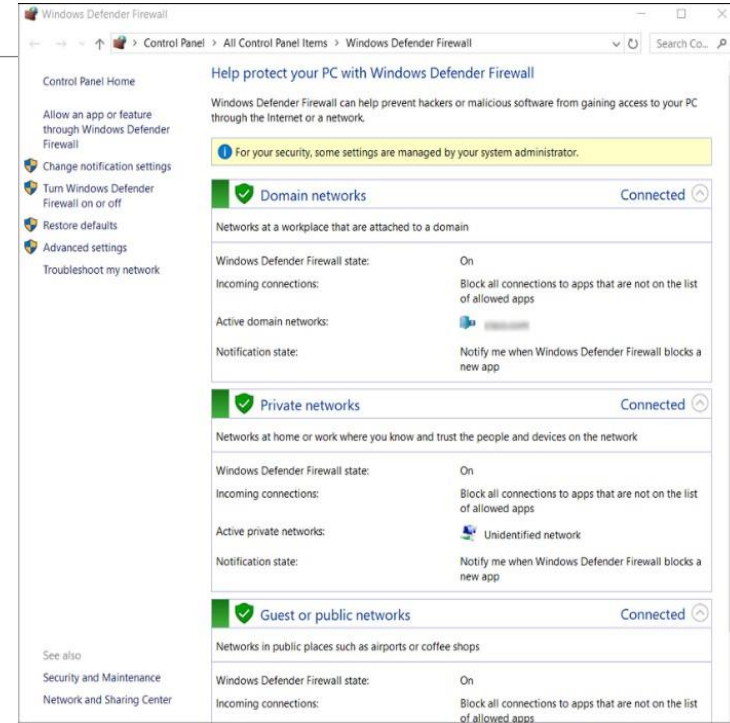 Windows Defender Firewall
Control Panel > All Control Panel Items > Windows Defender Firewall
Search Co...
Control Panel Home
Allow an app or feature
through Windows Defender
Firewall
Change notification settings
Turn Windows Defender
Firewall on or off
Restore defaults
Advanced settings
Troubleshoot my network
See also
Security and Maintenance
Network and Sharing Center
Help protect your PC with Windows Defender Firewall
Windows Defender Firewall can help prevent hackers or malicious software from gaining access to your PC
through the Internet or a network.
For your security, some settings are managed by your system administrator.
Domain networks Connected
Networks at a workplace that are attached to a domain
Windows Defender Firewall state: On
Incoming connections: Block all connections to apps that are not on the list
of allowed apps
Active domain networks:
Notification state: Notify me when Windows Defender Firewall blocks a
new app
Private networks Connected
Networks at home or work where you know and trust the people and devices on the network
Windows Defender Firewall state: On
Incoming connections: Block all connections to apps that are not on the list
of allowed apps
Active private networks: Unidentified network
Notification state: Notify me when Windows Defender Firewall blocks a
new app
Guest or public networks Connected
Networks in public places such as airports or coffee shops
Windows Defender Firewall state: On
Incoming connections: Block all connections to apps that are not on the list
of allowed apps